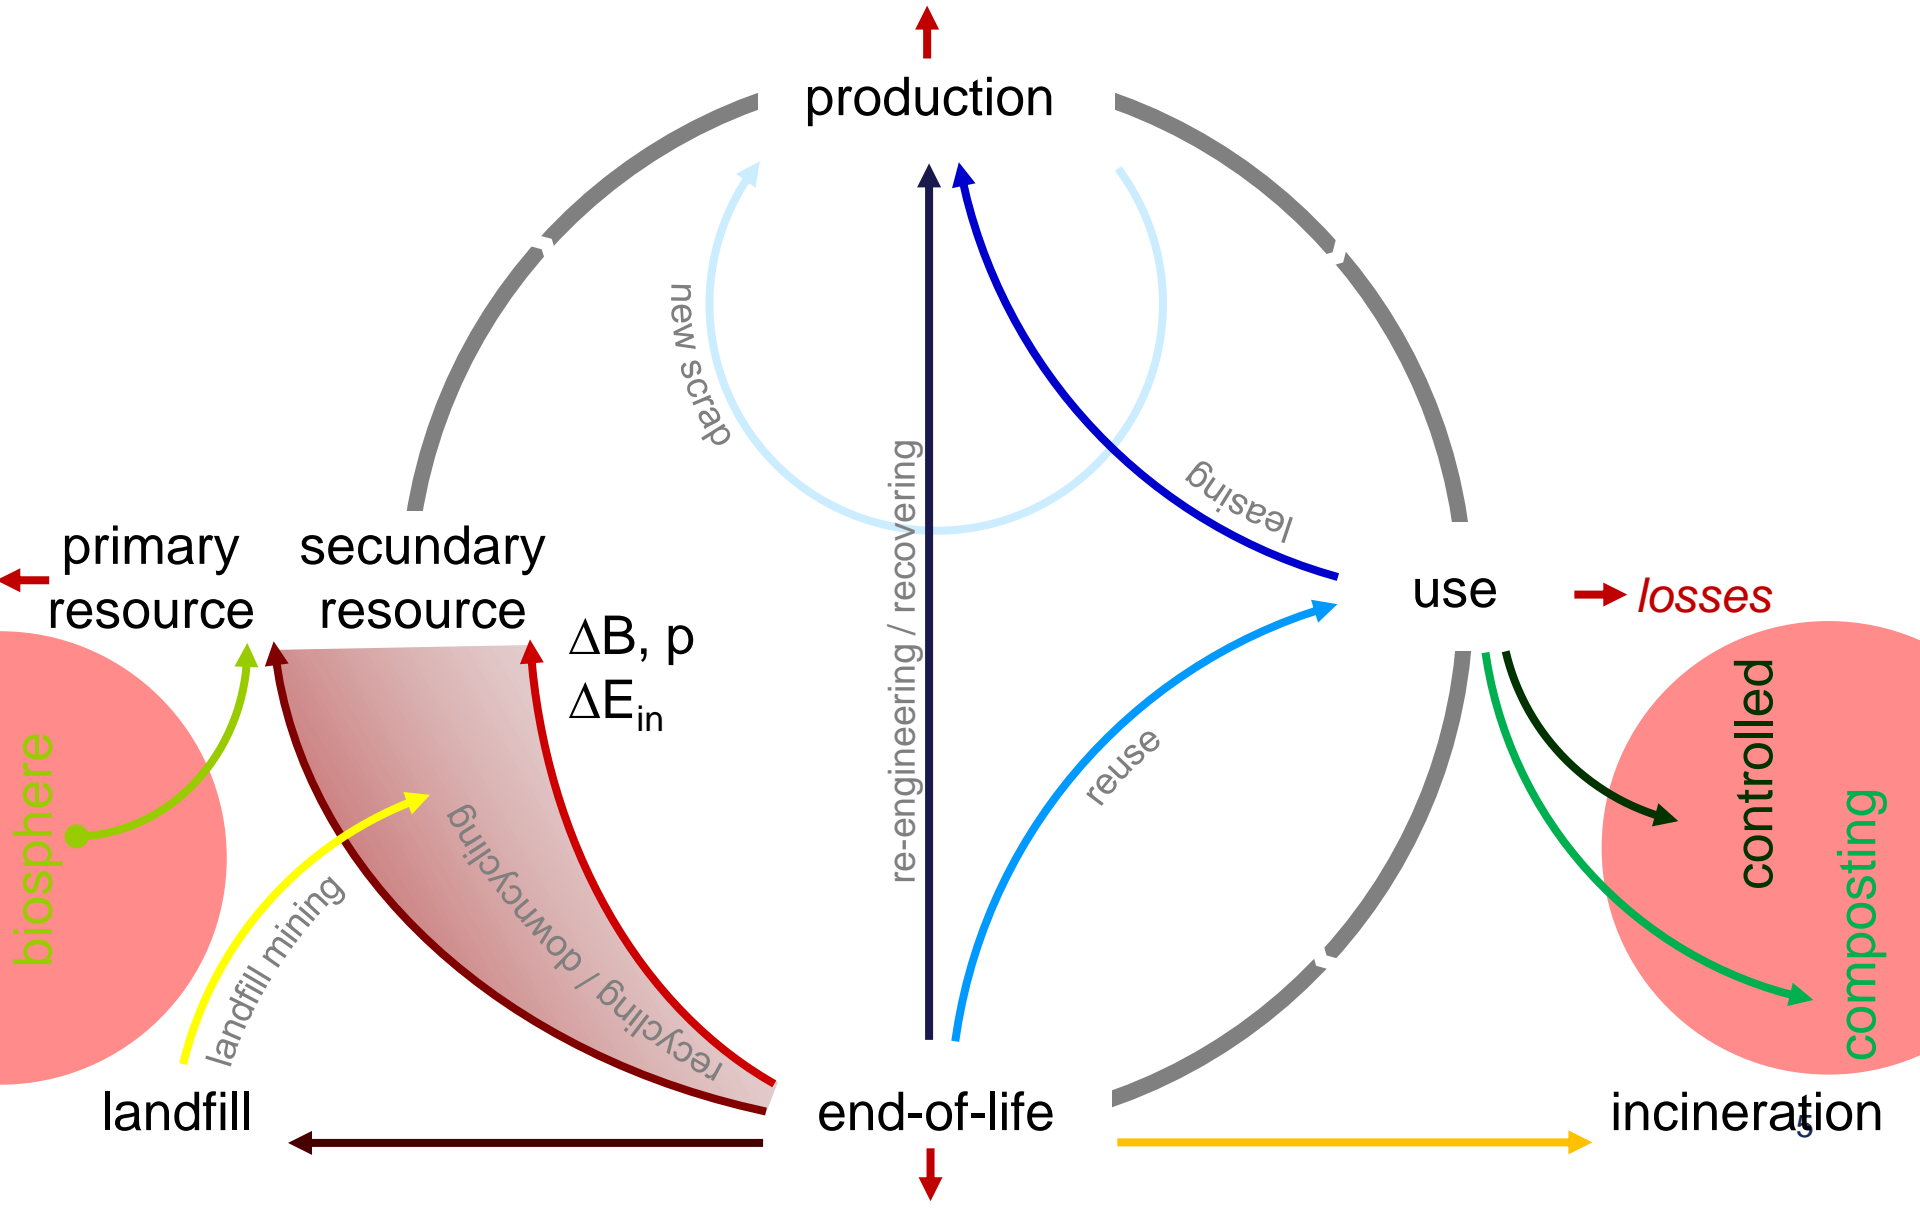 production
new scrap
re-engineering / recovering
leasing
primary
resource
secundary
resource
ΔB, p
ΔEin
use
losses
biosphere
landfill mining
recycling / downcycling
reuse
controlled
composting
landfill
end-of-life
incineration
5